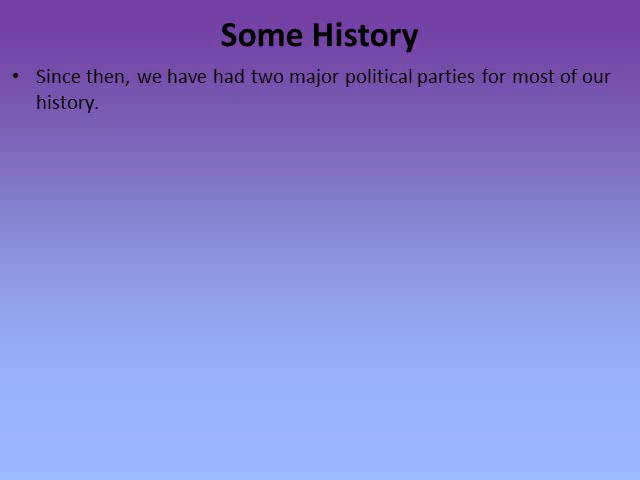 Some History
• Since then, we have had two major political parties for most of our
history.